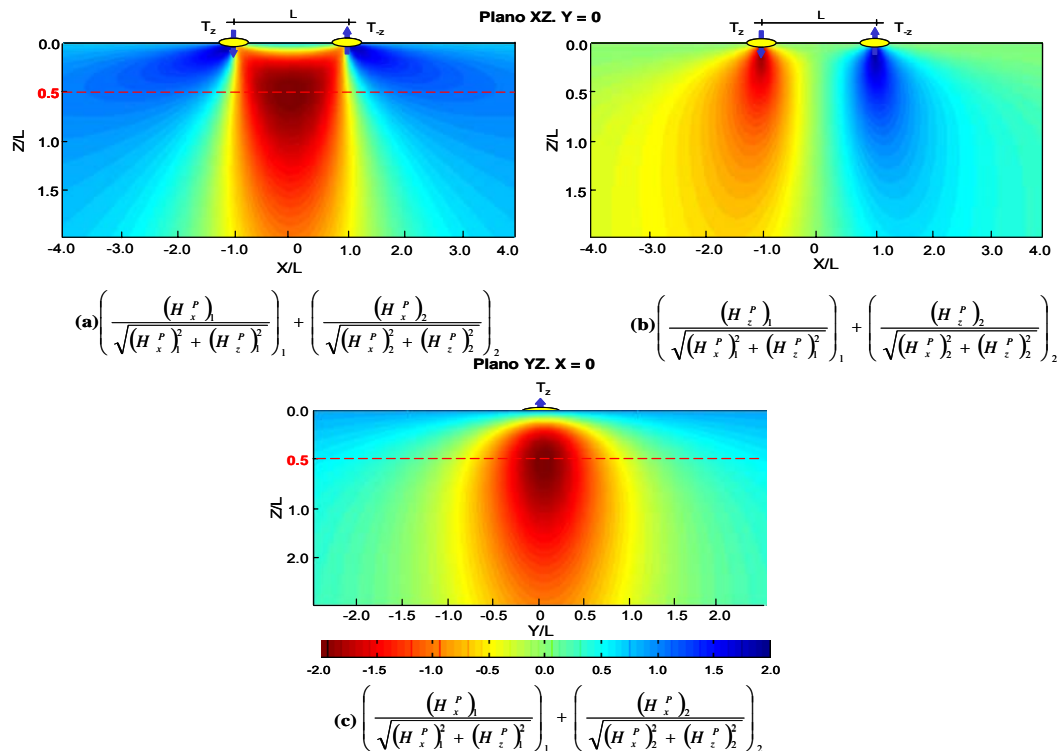 Plano XZ. Y = 0
L
T_z
T_-z
0.0
0.5
1.0
1.5
Z/L
-4.0 -3.0 -2.0 -1.0 0 1.0 2.0 3.0 4.0
X/L
L
T_z
T_-z
0.0
0.5
1.0
1.5
Z/L
-4.0 -3.0 -2.0 -1.0 0 1.0 2.0 3.0 4.0
X/L
(a) ( (H_x^P)_1 / √((H_x^P)_1^2 + (H_z^P)_1^2) )_1 + ( (H_x^P)_2 / √((H_x^P)_2^2 + (H_z^P)_2^2) )_2
(b) ( (H_z^P)_1 / √((H_x^P)_1^2 + (H_z^P)_1^2) )_1 + ( (H_z^P)_2 / √((H_x^P)_2^2 + (H_z^P)_2^2) )_2
Plano YZ. X = 0
T_z
0.0
0.5
1.0
2.0
Z/L
-2.0 -1.0 -0.5 0 0.5 1.0 2.0
Y/L
-2.0 -1.5 -1.0 -0.5 0.0 0.5 1.0 1.5 2.0
(c) ( (H_x^P)_1 / √((H_x^P)_1^2 + (H_z^P)_1^2) )_1 + ( (H_x^P)_2 / √((H_x^P)_2^2 + (H_z^P)_2^2) )_2